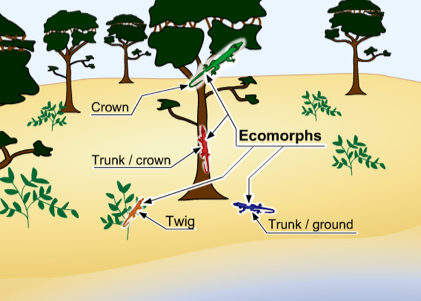 Crown
Ecomorphs
Trunk / crown
Twig
Trunk / ground